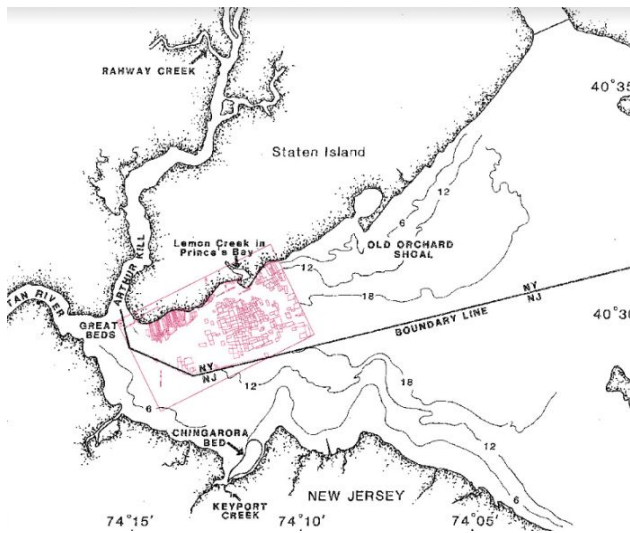 RAHWAY CREEK
40°35
Staten Island
12
6
ARTHUR KILL
Lemon Creek in
Prince's Bay
OLD ORCHARD
SHOAL
12
18
TAN RIVER
NY
NJ
GREAT
BEDS
BOUNDARY LINE
40°30
NY
NJ
12
18
6
CHINGARORA
BED
12
6
NEW JERSEY
KEYPORT
CREEK
74°15'
74°10'
74°05'